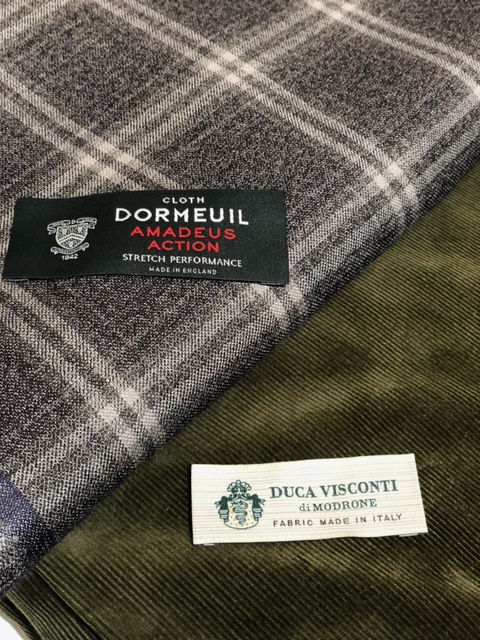 CLOTH
DORMEUIL
AMADEUS
ACTION
STRETCH PERFORMANCE
MADE IN ENGLAND
1842
DUCA VISCONTI
di MODRONE
FABRIC MADE IN ITALY